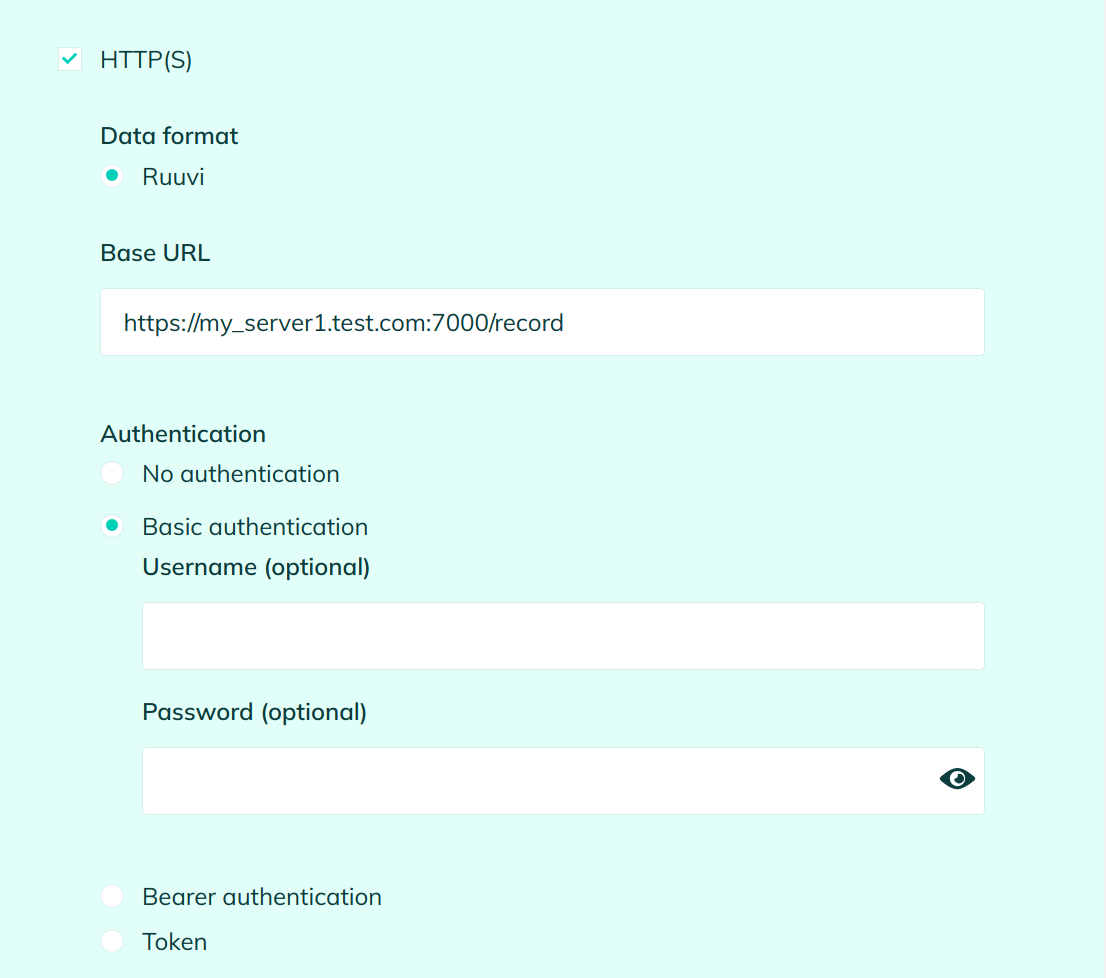 HTTP(S)
Data format
Ruuvi
Base URL
https://my_server1.test.com:7000/record
Authentication
No authentication
Basic authentication
Username (optional)
Password (optional)
Bearer authentication
Token